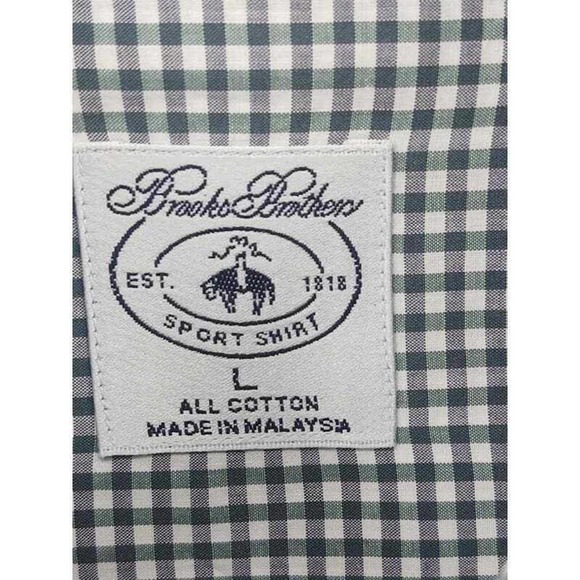 Brooks Brothers
EST. 1818
SPORT SHIRT
L
ALL COTTON
MADE IN MALAYSIA